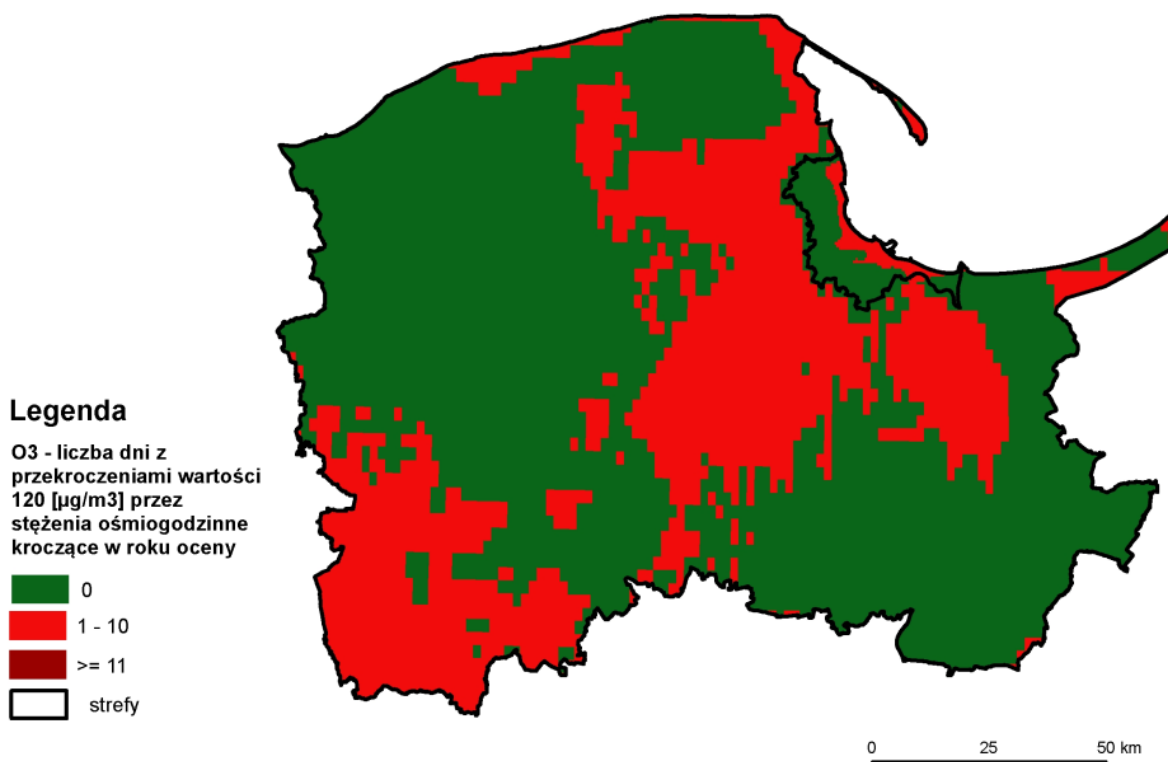 Legenda
O3 - liczba dni z
przekroczeniami wartości
120 [µg/m3] przez
stężenia ośmiogodzinne
kroczące w roku oceny
0
1 - 10
>= 11
strefy
0 25 50 km